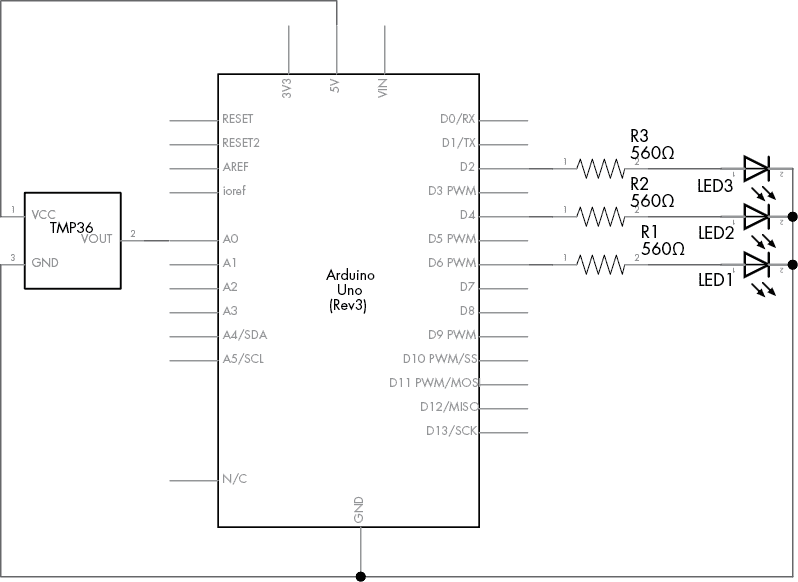 3V3
5V
VIN
RESET
RESET2
AREF
ioref
A0
A1
A2
A3
A4/SDA
A5/SCL
N/C
GND
D0/RX
D1/TX
D2
D3 PWM
D4
D5 PWM
D6 PWM
D7
D8
D9 PWM
D10 PWM/SS
D11 PWM/MOS
D12/MISO
D13/SCK
Arduino
Uno
(Rev3)
1
VCC
TMP36
VOUT
2
3
GND
R3
560Ω
1
2
R2
560Ω
1
2
R1
560Ω
1
2
LED3
1
2
LED2
1
2
LED1
1
2